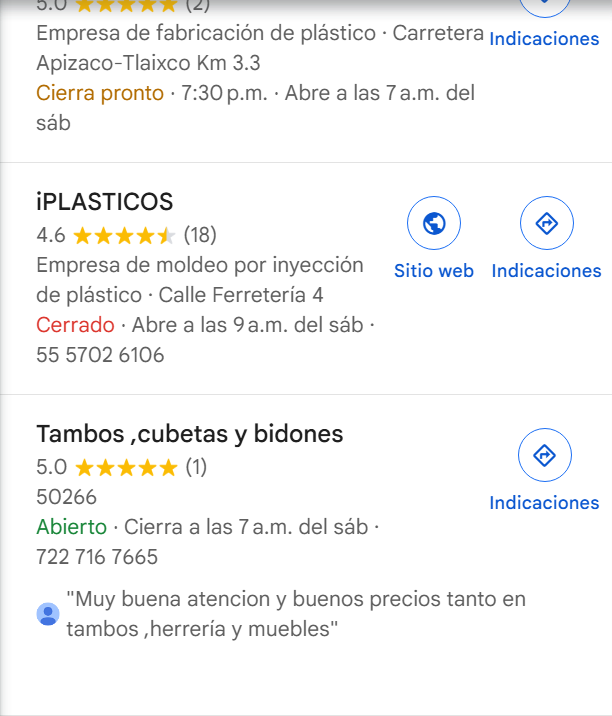 5.0 (2)
Empresa de fabricación de plástico · Carretera
Apizaco-Tlaixco Km 3.3
Cierra pronto · 7:30 p.m. · Abre a las 7 a.m. del
sáb
Indicaciones
iPLASTICOS
4.6 (18)
Empresa de moldeo por inyección
de plástico · Calle Ferretería 4
Cerrado · Abre a las 9 a.m. del sáb ·
55 5702 6106
Sitio web
Indicaciones
Tambos ,cubetas y bidones
5.0 (1)
50266
Abierto · Cierra a las 7 a.m. del sáb ·
722 716 7665
Indicaciones
"Muy buena atencion y buenos precios tanto en
tambos ,herrería y muebles"